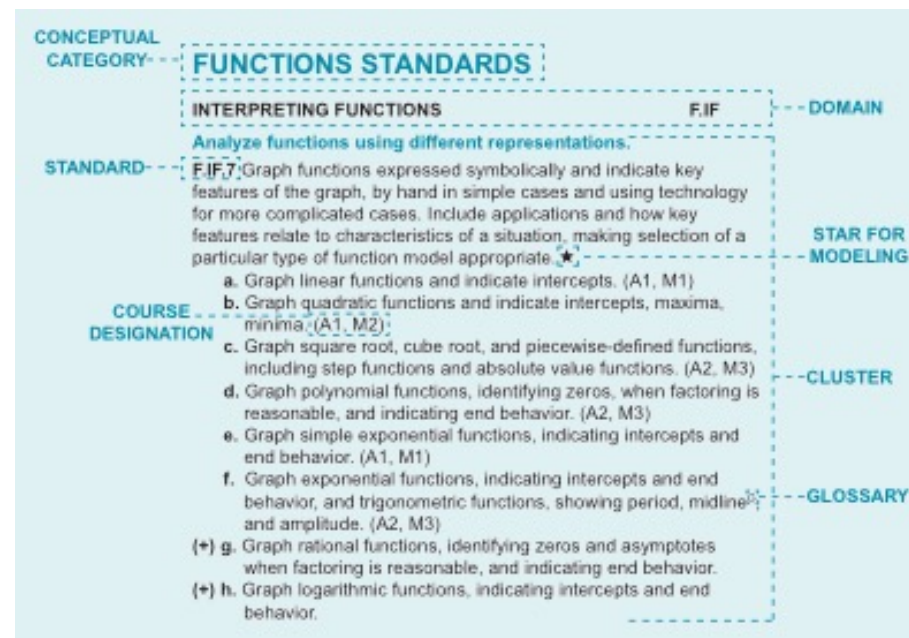 CONCEPTUAL
CATEGORY
FUNCTIONS STANDARDS
INTERPRETING FUNCTIONS F.IF
DOMAIN
Analyze functions using different representations.
STANDARD
F.IF.7 Graph functions expressed symbolically and indicate key
features of the graph, by hand in simple cases and using technology
for more complicated cases. Include applications and how key
features relate to characteristics of a situation, making selection of a
particular type of function model appropriate. ★
STAR FOR
MODELING
a. Graph linear functions and indicate intercepts. (A1, M1)
b. Graph quadratic functions and indicate intercepts, maxima,
minima. (A1, M2)
COURSE
DESIGNATION
c. Graph square root, cube root, and piecewise-defined functions,
including step functions and absolute value functions. (A2, M3)
CLUSTER
d. Graph polynomial functions, identifying zeros, when factoring is
reasonable, and indicating end behavior. (A2, M3)
e. Graph simple exponential functions, indicating intercepts and
end behavior. (A1, M1)
f. Graph exponential functions, indicating intercepts and end
behavior, and trigonometric functions, showing period, midline
and amplitude. (A2, M3)
GLOSSARY
(+) g. Graph rational functions, identifying zeros and asymptotes
when factoring is reasonable, and indicating end behavior.
(+) h. Graph logarithmic functions, indicating intercepts and end
behavior.